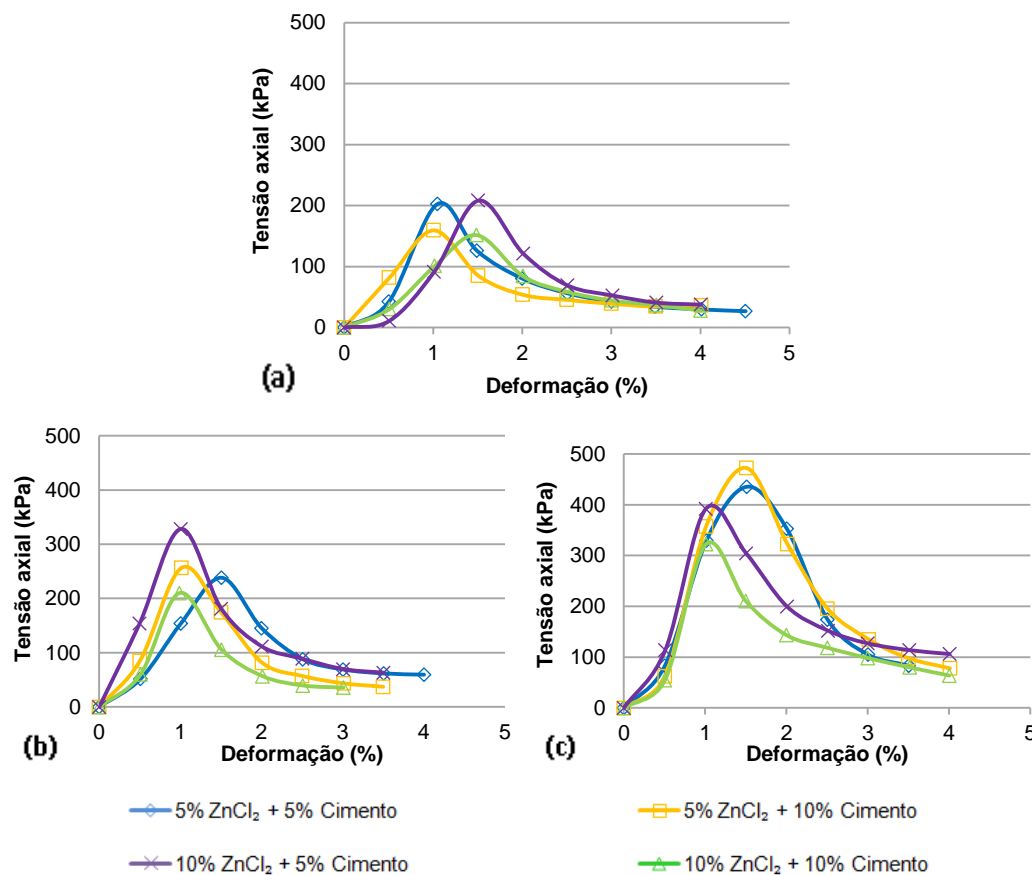 500
400
300
200
100
0
Tensão axial (kPa)
0 1 2 3 4 5
Deformação (%)
(a)
500
400
300
200
100
0
Tensão axial (kPa)
0 1 2 3 4 5
Deformação (%)
(b)
500
400
300
200
100
0
Tensão axial (kPa)
0 1 2 3 4 5
Deformação (%)
(c)
5% ZnCl₂ + 5% Cimento
5% ZnCl₂ + 10% Cimento
10% ZnCl₂ + 5% Cimento
10% ZnCl₂ + 10% Cimento